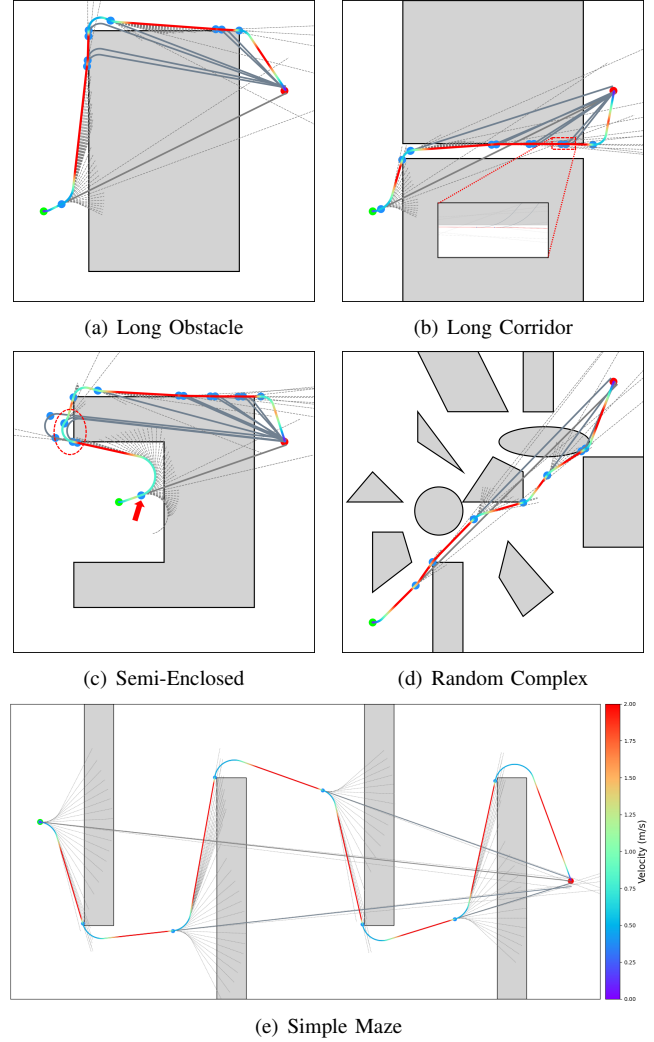 (a) Long Obstacle
(b) Long Corridor
(c) Semi-Enclosed
(d) Random Complex
2.00
1.75
1.50
1.25
1.00
0.75
0.50
0.25
0.00
Velocity (m/s)
(e) Simple Maze